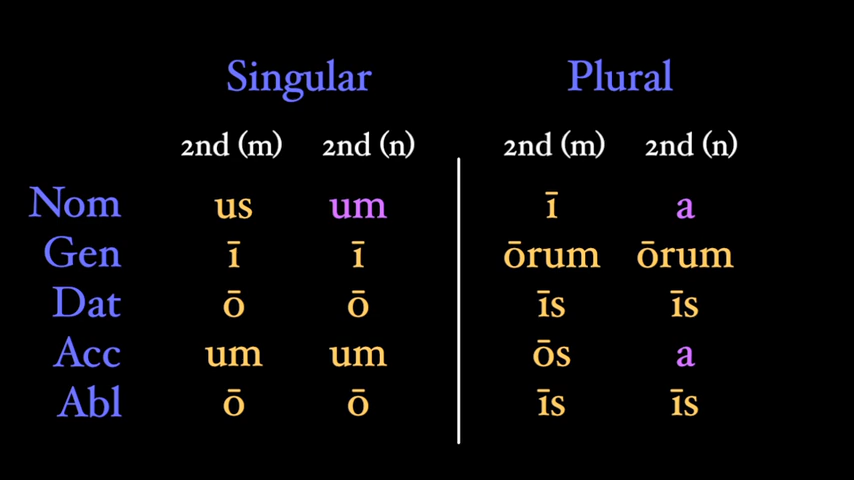 Singular Plural
2nd (m) 2nd (n) 2nd (m) 2nd (n)
Nom us um ī a
Gen ī ī ōrum ōrum
Dat ō ō īs īs
Acc um um ōs a
Abl ō ō īs īs